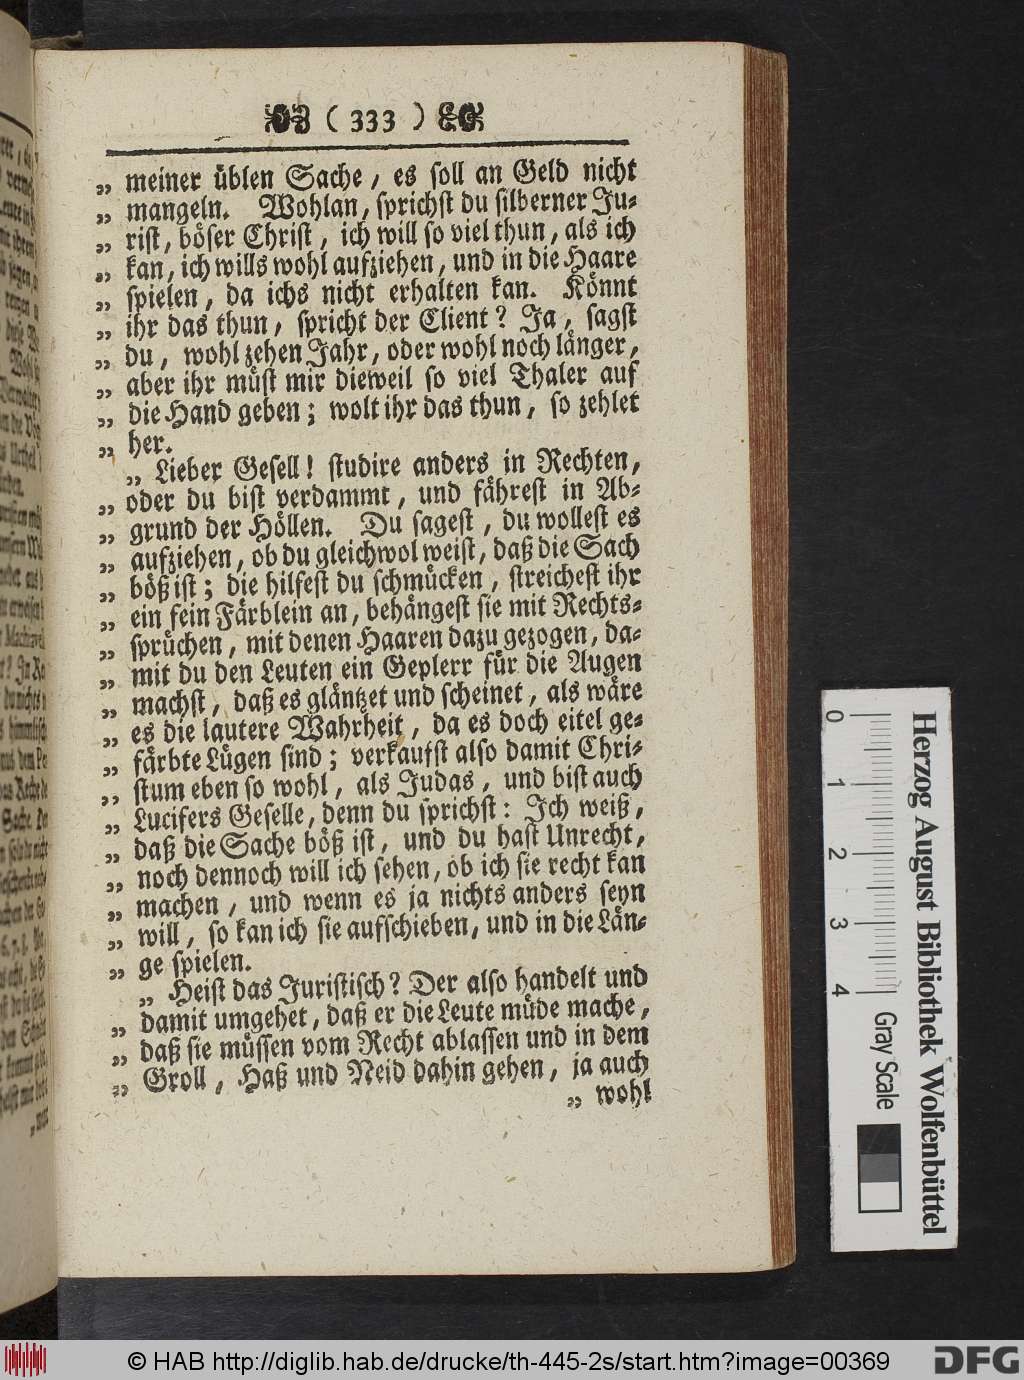 ( 333 )
„ meiner üblen Sache, es soll an Geld nicht
„ mangeln. Wohlan, sprichst du silberner Ju-
„ rist, böser Christ, ich will so viel thun, als ich
„ kan, ich wills wohl aufziehen, und in die Haare
„ spielen, da ichs nicht erhalten kan. Könnt
„ ihr das thun, spricht der Client? Ja, sagst
„ du, wohl zehen Jahr, oder wohl noch länger,
„ aber ihr müst mir dieweil so viel Thaler auf
„ die Hand geben; wolt ihr das thun, so zehlet
„ her.
„ Lieber Gesell! studire anders in Rechten,
„ oder du bist verdammt, und fährest in Ab-
„ grund der Höllen. Du sagest, du wollest es
„ aufziehen, ob du gleichwol weist, daß die Sach
„ böß ist; die hilfest du schmücken, streichest ihr
„ ein fein Färblein an, behängest sie mit Rechts-
„ sprüchen, mit denen Haaren dazu gezogen, da-
„ mit du den Leuten ein Geplerr für die Augen
„ machst, daß es gläntzet und scheinet, als wäre
„ es die lautere Wahrheit, da es doch eitel ge-
„ färbte Lügen sind; verkaufst also damit Chri-
„ stum eben so wohl, als Judas, und bist auch
„ Lucifers Geselle, denn du sprichst: Ich weiß,
„ daß die Sache böß ist, und du hast Unrecht,
„ noch dennoch will ich sehen, ob ich sie recht kan
„ machen, und wenn es ja nichts anders seyn
„ will, so kan ich sie aufschieben, und in die Län-
„ ge spielen.
„ Heist das Juristisch? Der also handelt und
„ damit umgehet, daß er die Leute müde mache,
„ daß sie müssen vom Recht ablassen und in dem
„ Groll, Haß und Neid dahin gehen, ja auch
„ wohl
0 1 2 3 4
Herzog August Bibliothek Wolfenbüttel
Gray Scale
© HAB http://diglib.hab.de/drucke/th-445-2s/start.htm?image=00369
DFG